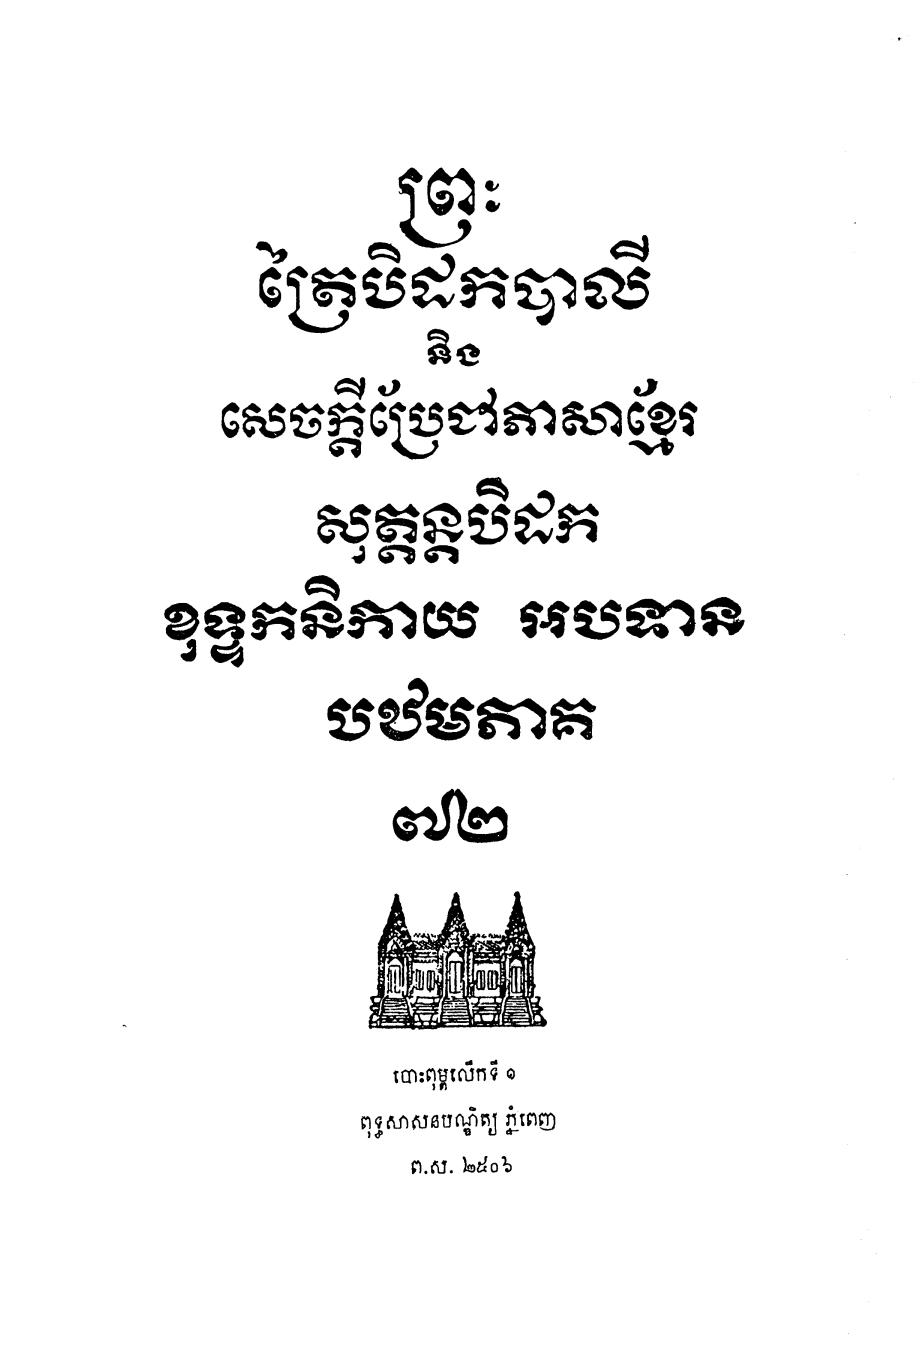 ព្រះ
ត្រៃបិដកបាលី
និង
សេចក្តីប្រែជាភាសាខ្មែរ
សុត្តន្តបិដក
ខុទ្ទកនិកាយ អបទាន
បឋមភាគ
៧២
បោះពុម្ពលើកទី ១
ពុទ្ធសាសនបណ្ឌិត្យ ភ្នំពេញ
ព.ស. ២៥០៦